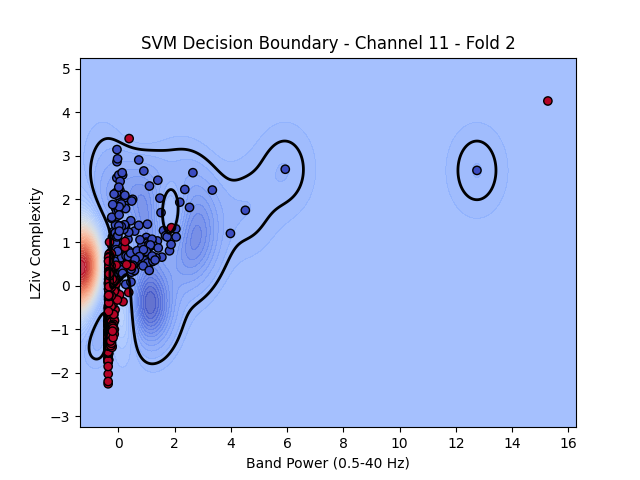 SVM Decision Boundary - Channel 11 - Fold 2
5
4
3
2
1
0
−1
−2
−3
LZiv Complexity
0 2 4 6 8 10 12 14 16
Band Power (0.5-40 Hz)